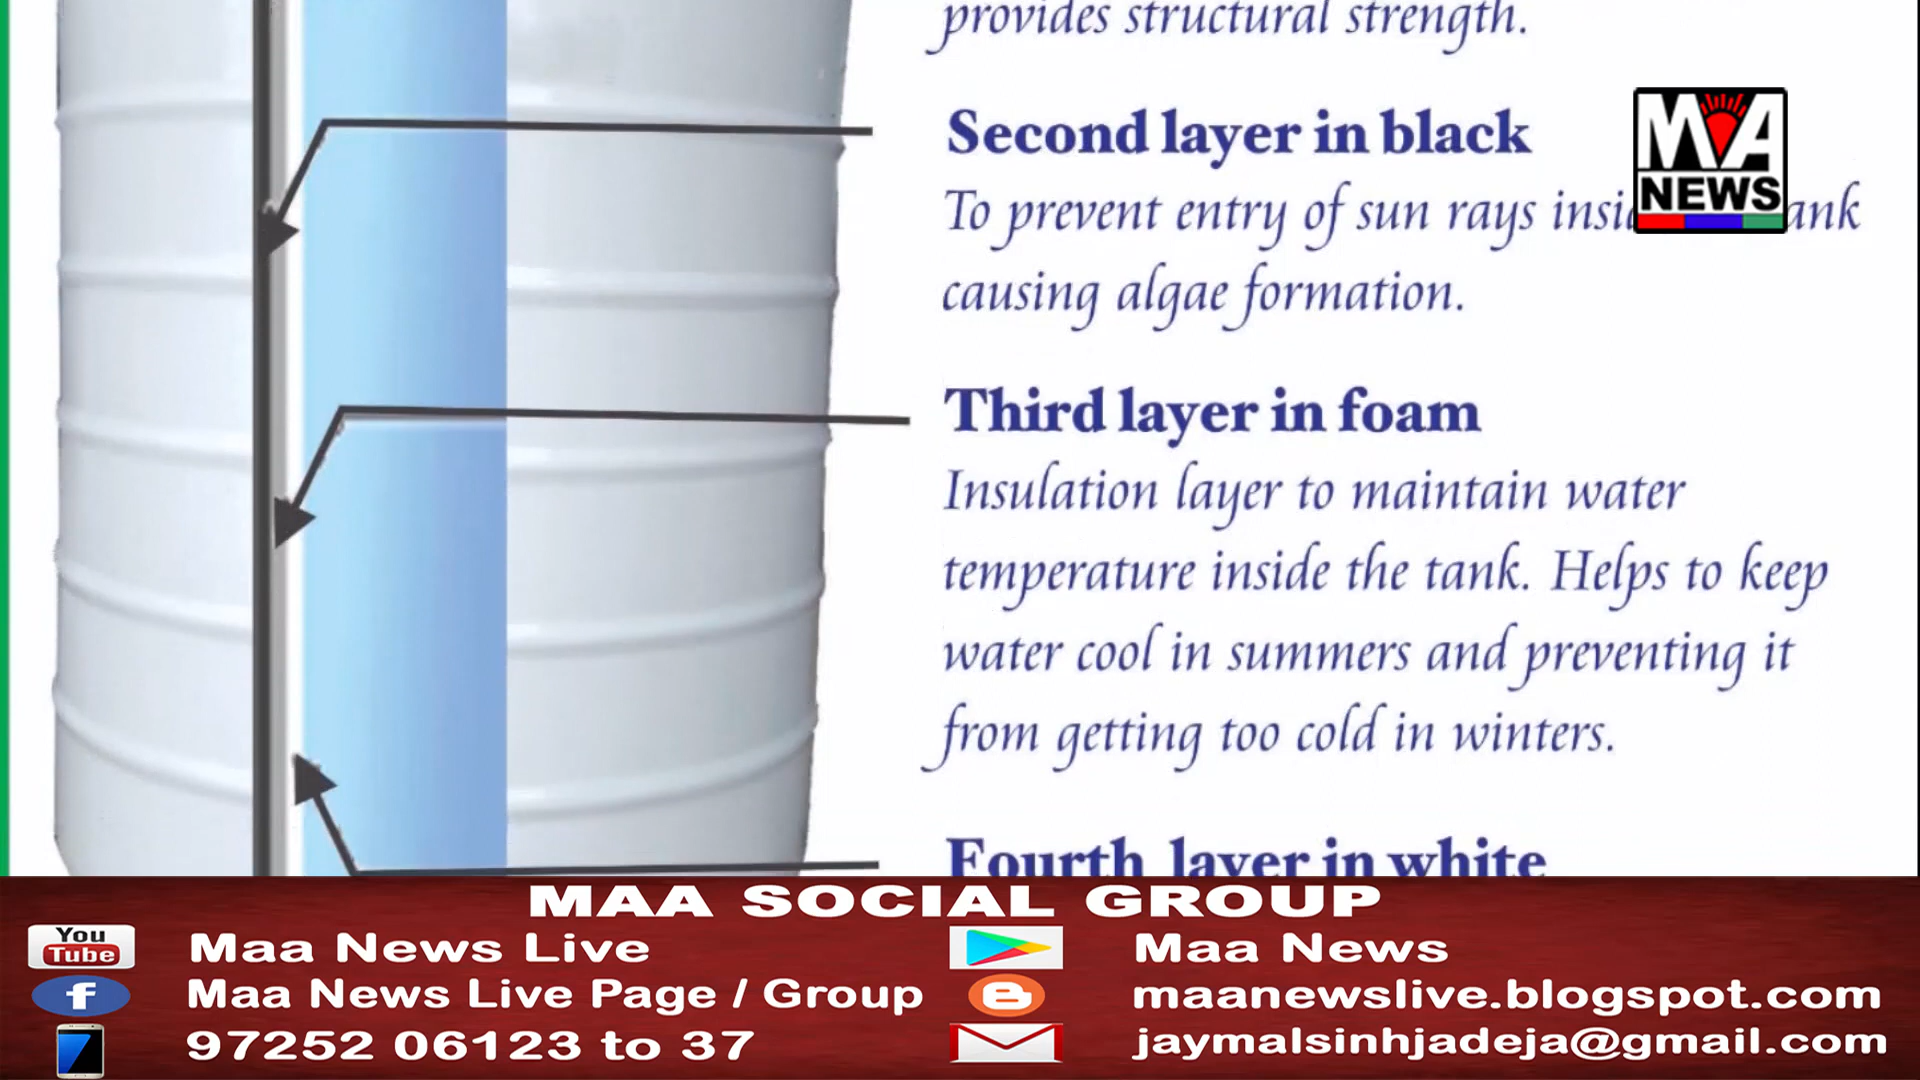 provides structural strength.
Second layer in black
To prevent entry of sun rays insi ank
causing algae formation.
MAA
NEWS
Third layer in foam
Insulation layer to maintain water
temperature inside the tank. Helps to keep
water cool in summers and preventing it
from getting too cold in winters.
Fourth layer in white
MAA SOCIAL GROUP
You
Tube
Maa News Live
Maa News
f
Maa News Live Page / Group
maanewslive.blogspot.com
97252 06123 to 37
jaymalsinhjadeja@gmail.com